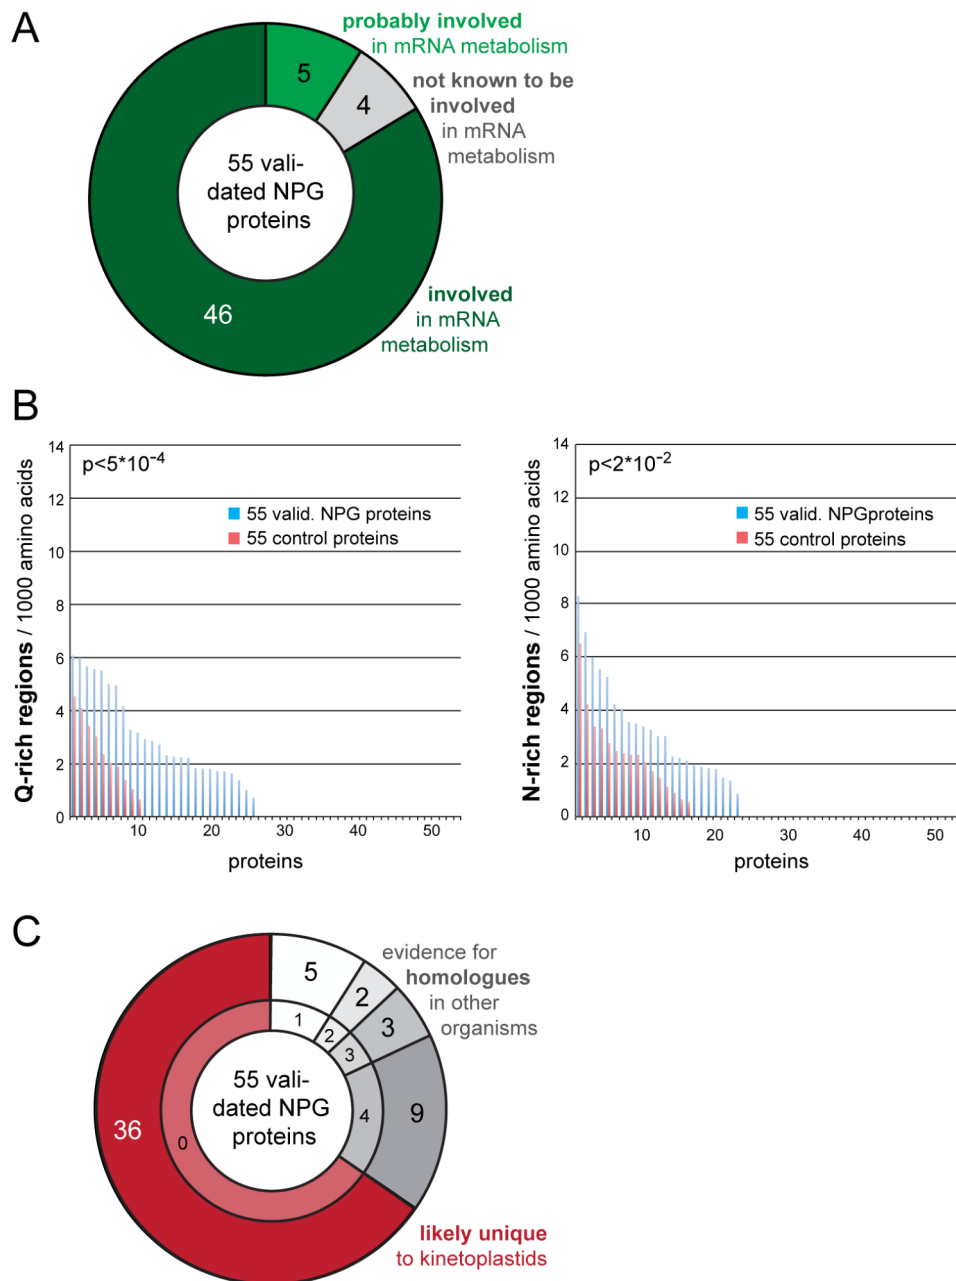 A
probably involved
in mRNA metabolism
5
not known to be
involved
in mRNA
metabolism
4
55 vali-
dated NPG
proteins
46
involved
in mRNA
metabolism
B
Q-rich regions / 1000 amino acids
14
12
10
8
6
4
2
0
p<5*10-4
55 valid. NPG proteins
55 control proteins
10
20
30
40
50
proteins
N-rich regions / 1000 amino acids
14
12
10
8
6
4
2
0
p<2*10-2
55 valid. NPGproteins
55 control proteins
10
20
30
40
50
proteins
C
evidence for
homologues
in other
organisms
5
2
3
9
1
2
3
4
0
36
55 vali-
dated NPG
proteins
likely unique
to kinetoplastids